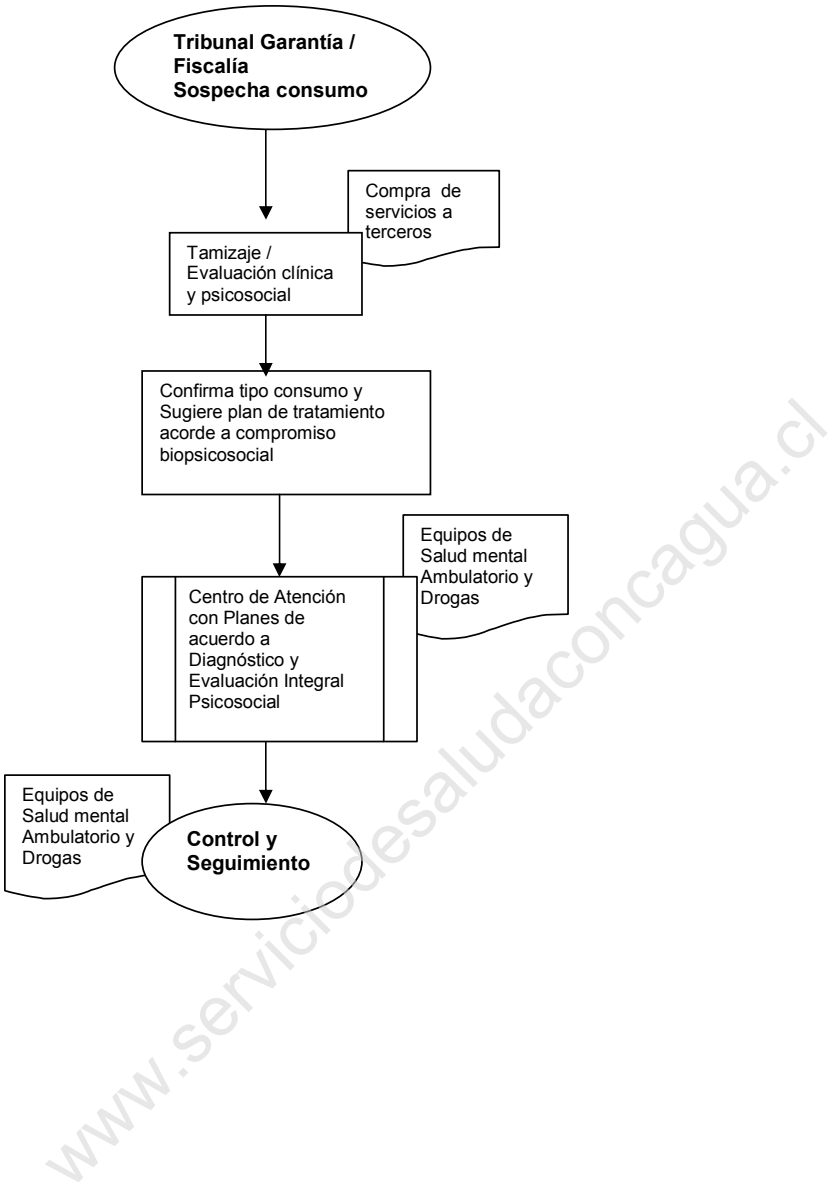 Tribunal Garantía /
Fiscalía
Sospecha consumo
Compra de
servicios a
terceros
Tamizaje /
Evaluación clínica
y psicosocial
Confirma tipo consumo y
Sugiere plan de tratamiento
acorde a compromiso
biopsicosocial
Equipos de
Salud mental
Ambulatorio y
Drogas
Centro de Atención
con Planes de
acuerdo a
Diagnóstico y
Evaluación Integral
Psicosocial
Equipos de
Salud mental
Ambulatorio y
Drogas
Control y
Seguimiento
www.serviciodesaludaconcagua.cl